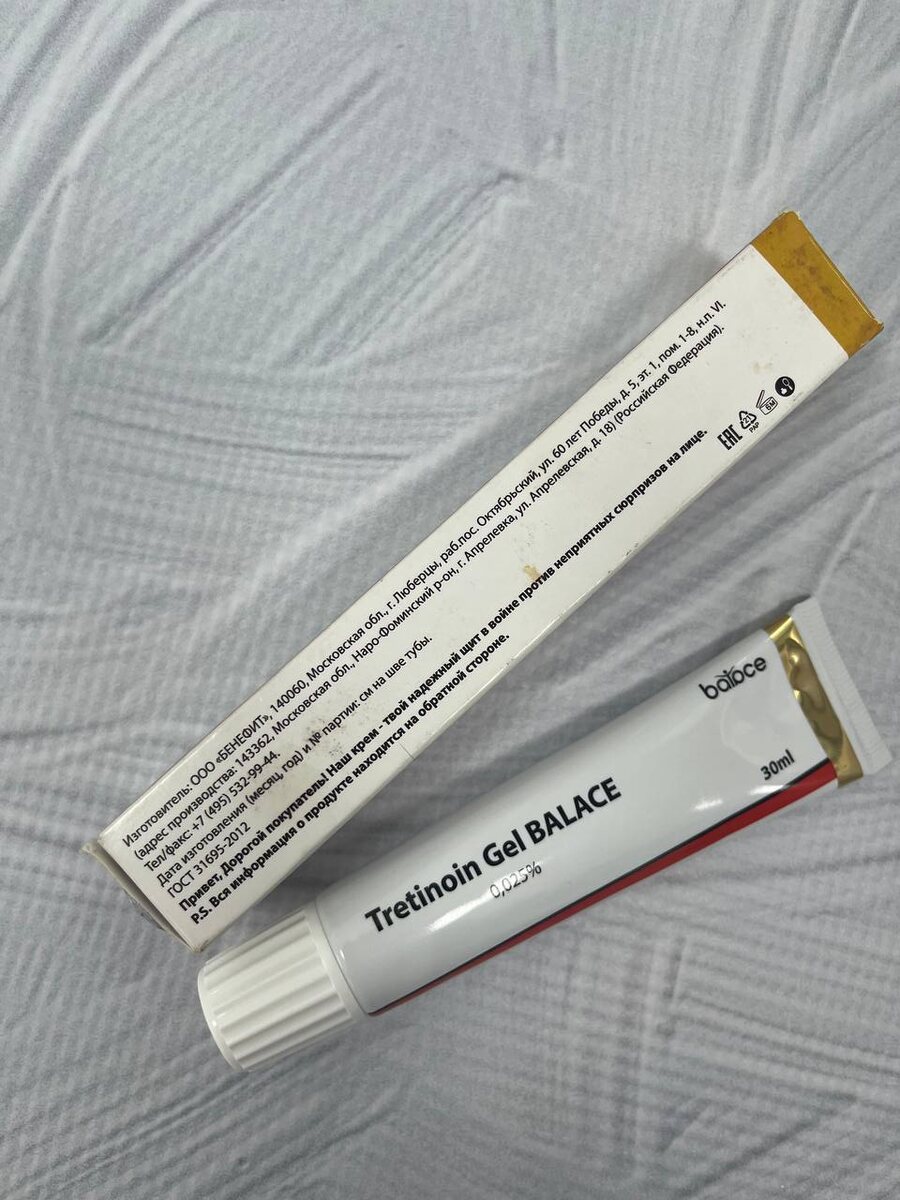 Изготовитель: ООО «БЕНЕФИТ», 140060, Московская обл., г. Люберцы, раб.пос. Октябрьский, ул. 60 лет Победы, д. 5, эт. 1, пом. 1-8, н.п. VI.
(адрес производства: 143362, Московская обл., Наро-Фоминский р-он, г. Апрелевка, ул. Апрелевская, д. 18) (Российская Федерация).
Тел/факс: +7 (495) 532-99-44.
Дата изготовления (месяц, год) и № партии: см на шве тубы.
ГОСТ 31695-2012
Привет, Дорогой покупатель! Наш крем - твой надежный щит в войне против неприятных сюрпризов на лице.
P.S. Вся информация о продукте находится на обратной стороне.
EAC
21
PAP
6M
balace
30ml
Tretinoin Gel BALACE
0,025%